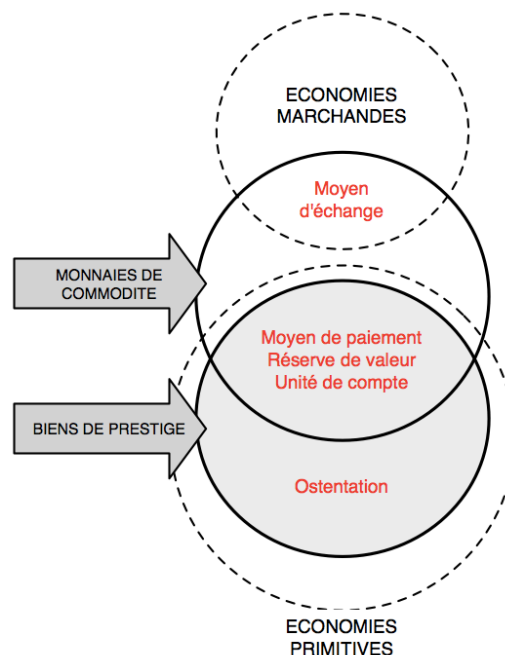 ECONOMIES
MARCHANDES
Moyen
d'échange
MONNAIES DE
COMMODITE
Moyen de paiement
Réserve de valeur
Unité de compte
BIENS DE PRESTIGE
Ostentation
ECONOMIES
PRIMITIVES